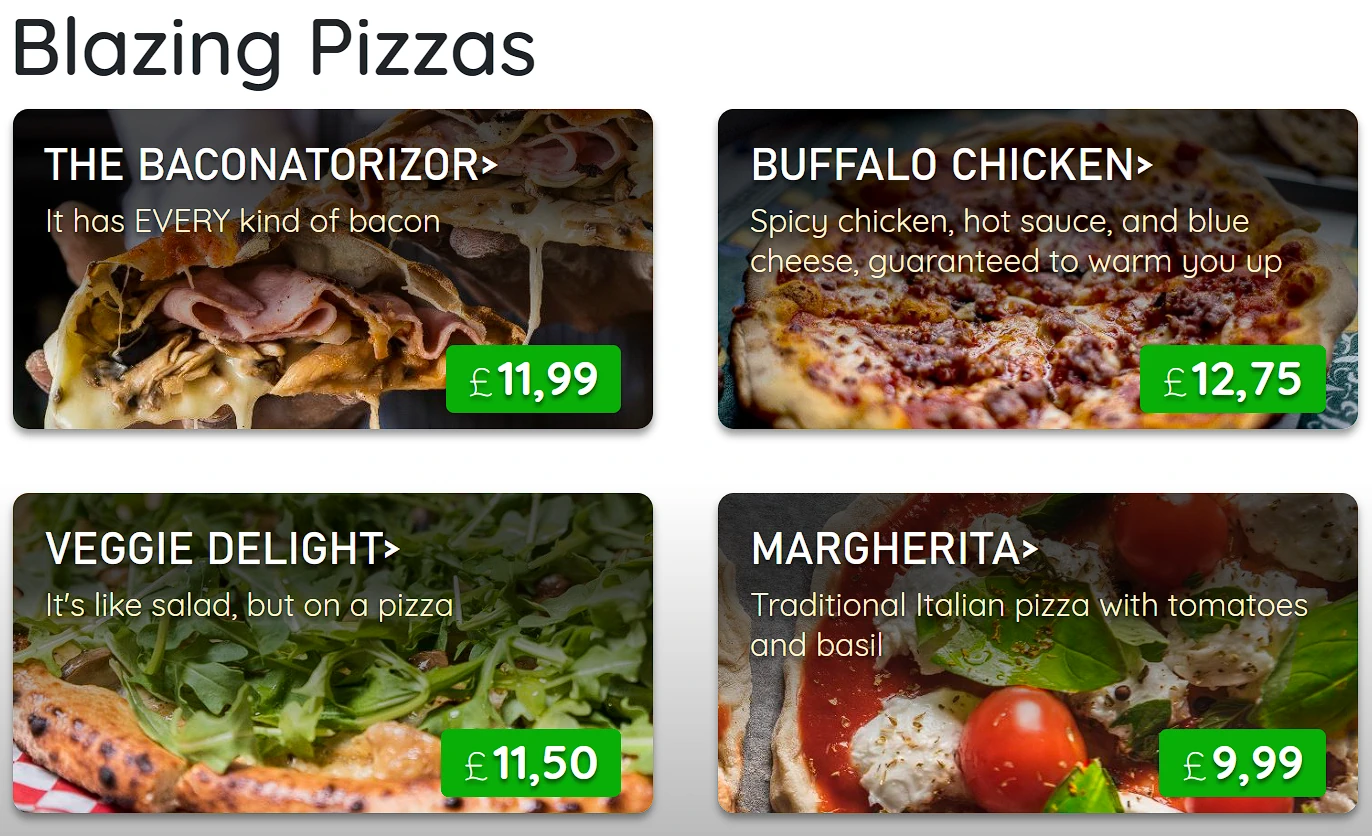 Blazing Pizzas
THE BACONATORIZOR>
It has EVERY kind of bacon
£11,99
BUFFALO CHICKEN>
Spicy chicken, hot sauce, and blue
cheese, guaranteed to warm you up
£12,75
VEGGIE DELIGHT>
It's like salad, but on a pizza
£11,50
MARGHERITA>
Traditional Italian pizza with tomatoes
and basil
£9,99